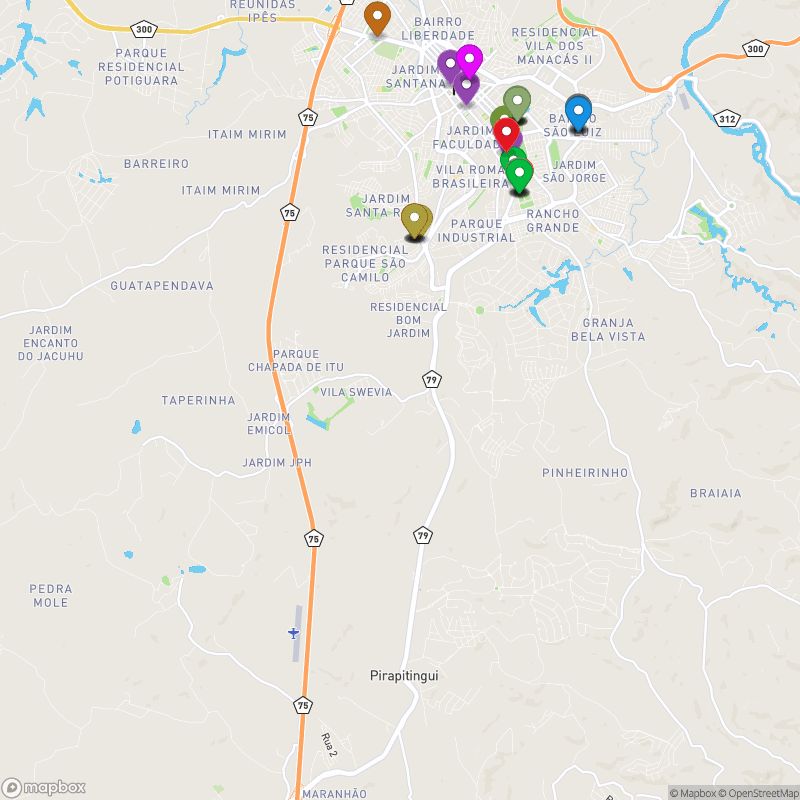 REUNIDAS
IPÊS
BAIRRO
LIBERDADE
300
RESIDENCIAL
VILA DOS
MANACÁS II
300
PARQUE
RESIDENCIAL
POTIGUARA
JARDIM
SANTANA
312
75
ITAIM MIRIM
JARDIM
FACULDADE
BAIRRO
SÃO LUIZ
BARREIRO
VILA ROMA
BRASILEIRA
JARDIM
SÃO JORGE
ITAIM MIRIM
JARDIM
SANTA
75
PARQUE
INDUSTRIAL
RANCHO
GRANDE
RESIDENCIAL
PARQUE SÃO
CAMILO
GUATAPENDAVA
RESIDENCIAL
BOM
JARDIM
JARDIM
ENCANTO
DO JACUHU
GRANJA
BELA VISTA
PARQUE
CHAPADA DE ITU
79
VILA SWEVIA
TAPERINHA
JARDIM
EMICOL
JARDIM JPH
PINHEIRINHO
BRAIAIA
75
79
PEDRA
MOLE
Pirapitingui
75
Rua 2
MARANHÃO
mapbox
© Mapbox © OpenStreetMap